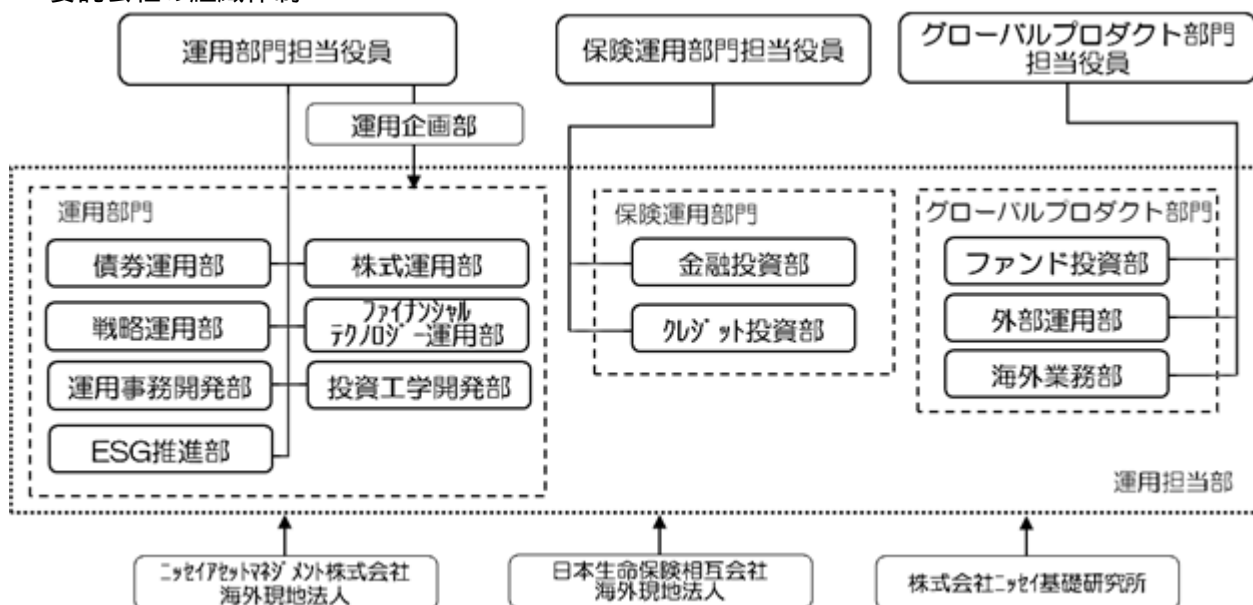 運用部門担当役員
保険運用部門担当役員
グローバルプロダクト部門
担当役員
運用企画部
運用部門
債券運用部
株式運用部
戦略運用部
ファイナンシャル
テクノロジー運用部
運用事務開発部
投資工学開発部
ESG推進部
保険運用部門
金融投資部
クレジット投資部
グローバルプロダクト部門
ファンド投資部
外部運用部
海外業務部
運用担当部
ニッセイアセットマネジメント株式会社
海外現地法人
日本生命保険相互会社
海外現地法人
株式会社ニッセイ基礎研究所